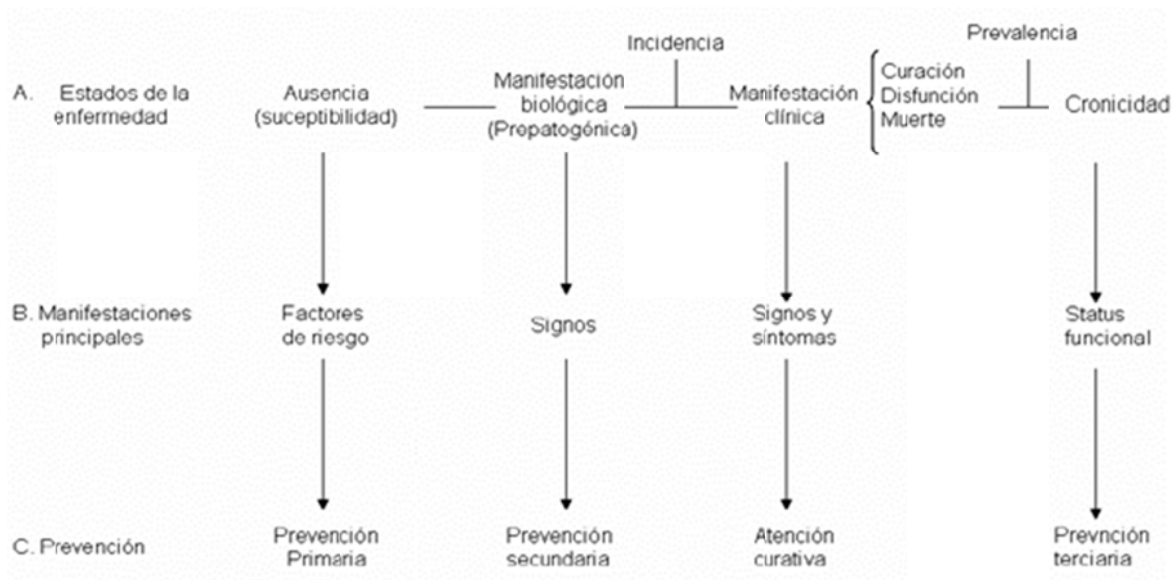 Incidencia
Prevalencia
A. Estados de la
enfermedad
Ausencia
(suceptibilidad)
Manifestación
biológica
(Prepatogónica)
Manifestación
clínica
Curación
Disfunción
Muerte
Cronicidad
B. Manifestaciones
principales
Factores
de riesgo
Signos
Signos y
síntomas
Status
funcional
C. Prevención
Prevención
Primaria
Prevención
secundaria
Atención
curativa
Prevnción
terciaria